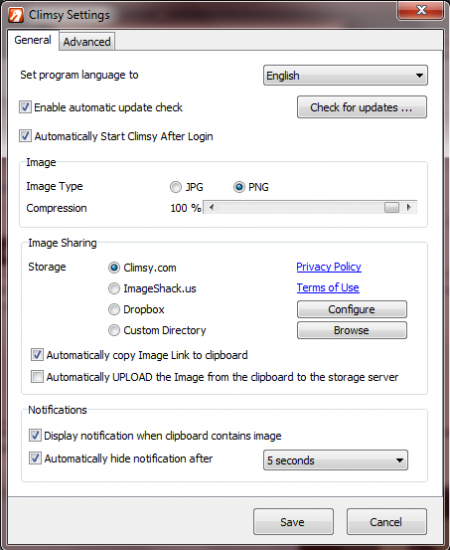 Climsy Settings
General Advanced
Set program language to English
Enable automatic update check Check for updates ...
Automatically Start Climsy After Login
Image
Image Type JPG PNG
Compression 100 %
Image Sharing
Storage Climsy.com Privacy Policy
ImageShack.us Terms of Use
Dropbox Configure
Custom Directory Browse
Automatically copy Image Link to clipboard
Automatically UPLOAD the Image from the clipboard to the storage server
Notifications
Display notification when clipboard contains image
Automatically hide notification after 5 seconds
Save Cancel